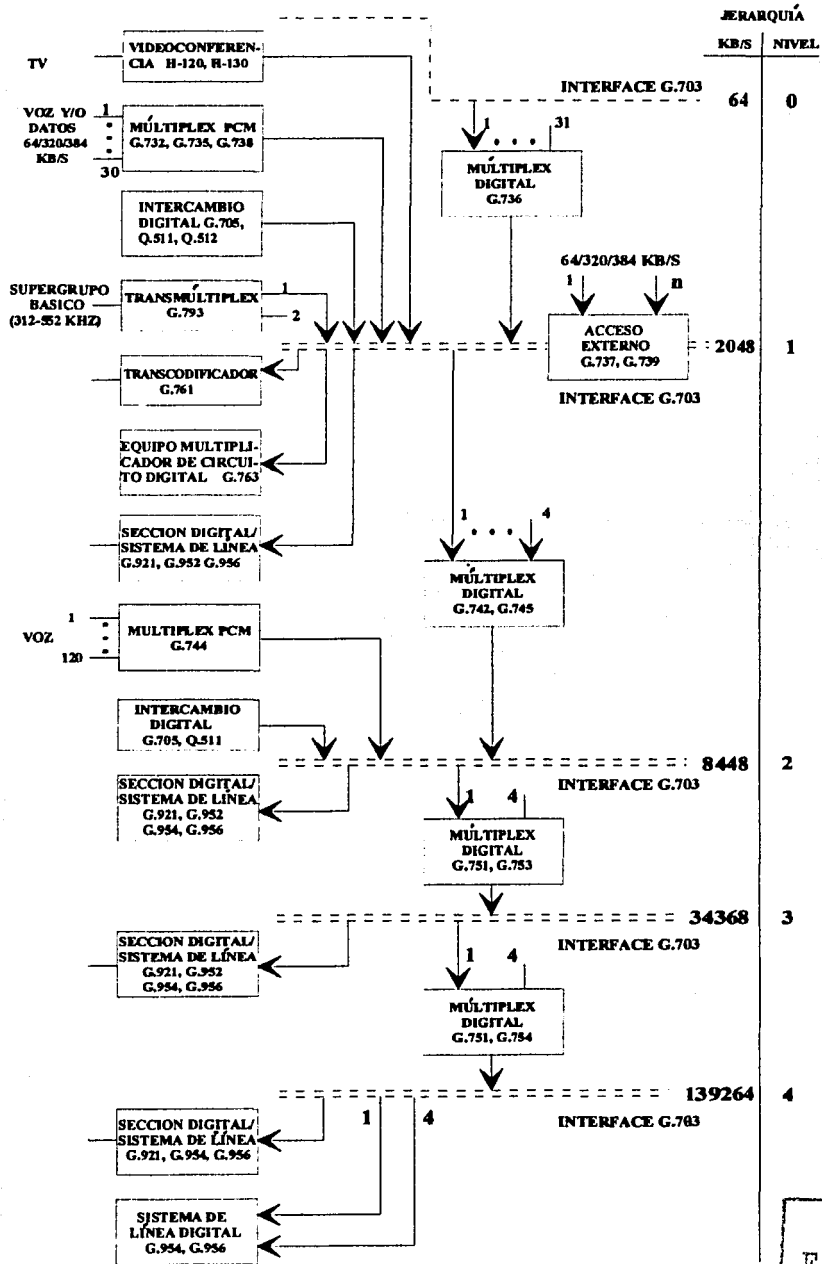 JERARQUÍA
KB/S NIVEL
TV
VIDEOCONFEREN-
CIA H-120, H-130
INTERFACE G.703
64 0
VOZ Y/O
DATOS
64/320/384
KB/S
1
30
MÚLTIPLEX PCM
G.732, G.735, G.738
1 31
MÚLTIPLEX
DIGITAL
G.736
INTERCAMBIO
DIGITAL G.705,
Q.511, Q.512
64/320/384 KB/S
1 n
SUPERGRUPO
BASICO
(312-552 KHZ)
TRANSMÚLTIPLEX
G.793
1
2
ACCESO
EXTERNO
G.737, G.739
2048 1
INTERFACE G.703
TRANSCODIFICADOR
G.761
EQUIPO MULTIPLI-
CADOR DE CIRCUI-
TO DIGITAL G.763
SECCION DIGITAL/
SISTEMA DE LÍNEA
G.921, G.952 G.956
1 4
MÚLTIPLEX
DIGITAL
G.742, G.745
VOZ
1
120
MULTIPLEX PCM
G.744
INTERCAMBIO
DIGITAL
G.705, Q.511
8448 2
INTERFACE G.703
SECCION DIGITAL/
SISTEMA DE LÍNEA
G.921, G.952
G.954, G.956
1 4
MÚLTIPLEX
DIGITAL
G.751, G.753
34368 3
INTERFACE G.703
SECCION DIGITAL/
SISTEMA DE LÍNEA
G.921, G.952
G.954, G.956
1 4
MÚLTIPLEX
DIGITAL
G.751, G.754
139264 4
INTERFACE G.703
SECCION DIGITAL/
SISTEMA DE LÍNEA
G.921, G.954, G.956
1 4
SISTEMA DE
LÍNEA DIGITAL
G.954, G.956